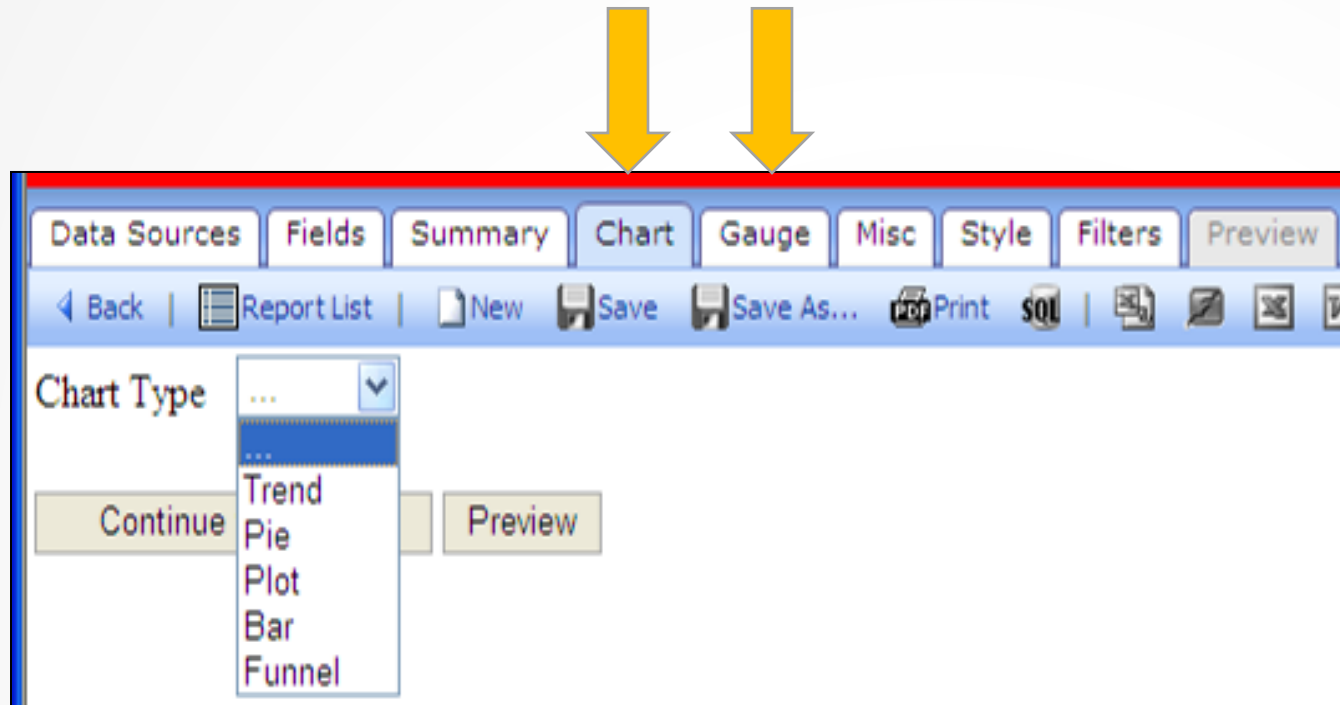 Data Sources Fields Summary Chart Gauge Misc Style Filters Preview
Back | Report List | New Save Save As... PDF Print SQL |
Chart Type ...
...
Trend
Continue Preview
Pie
Plot
Bar
Funnel